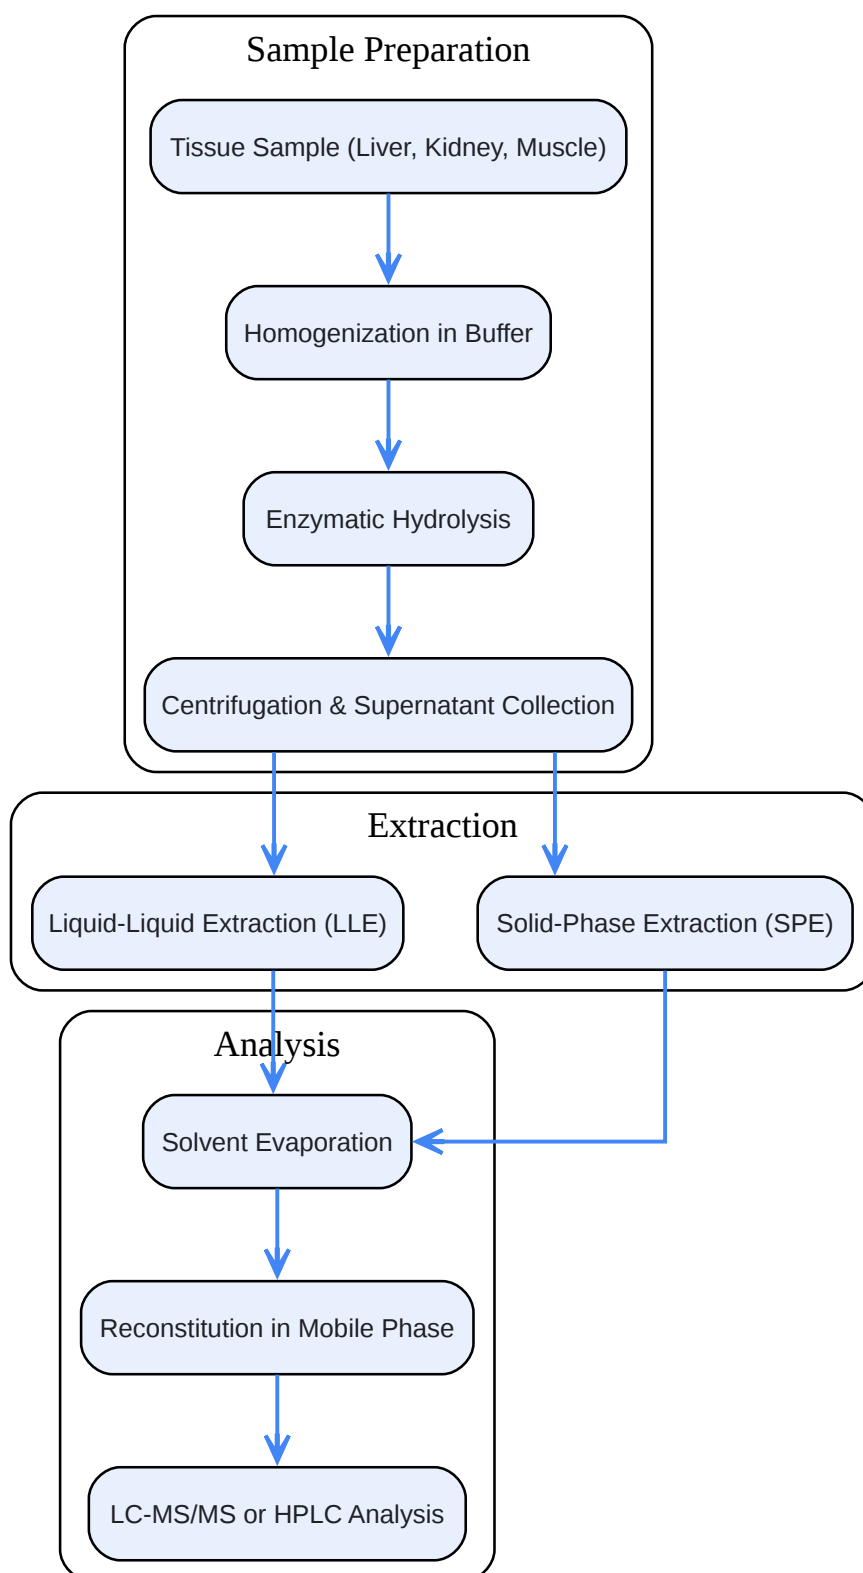 Sample Preparation
Tissue Sample (Liver, Kidney, Muscle)
Homogenization in Buffer
Enzymatic Hydrolysis
Centrifugation & Supernatant Collection
Extraction
Liquid-Liquid Extraction (LLE)
Solid-Phase Extraction (SPE)
Analysis
Solvent Evaporation
Reconstitution in Mobile Phase
LC-MS/MS or HPLC Analysis